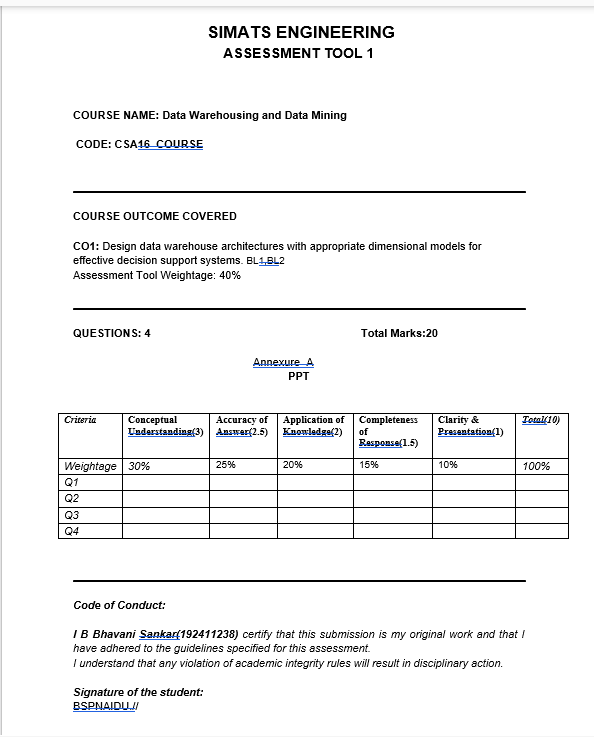 SIMATS ENGINEERING
ASSESSMENT TOOL 1
COURSE NAME: Data Warehousing and Data Mining
CODE: CSA16 COURSE
COURSE OUTCOME COVERED
CO1: Design data warehouse architectures with appropriate dimensional models for
effective decision support systems. BL1,BL2
Assessment Tool Weightage: 40%
QUESTIONS: 4 Total Marks:20
Annexure A
PPT
Criteria Conceptual Understanding(3) Accuracy of Answer(2.5) Application of Knowledge(2) Completeness of Response(1.5) Clarity & Presentation(1) Total(10)
Weightage 30% 25% 20% 15% 10% 100%
Q1
Q2
Q3
Q4
Code of Conduct:
I B Bhavani Sankar(192411238) certify that this submission is my original work and that I
have adhered to the guidelines specified for this assessment.
I understand that any violation of academic integrity rules will result in disciplinary action.
Signature of the student:
BSPNAIDU.//